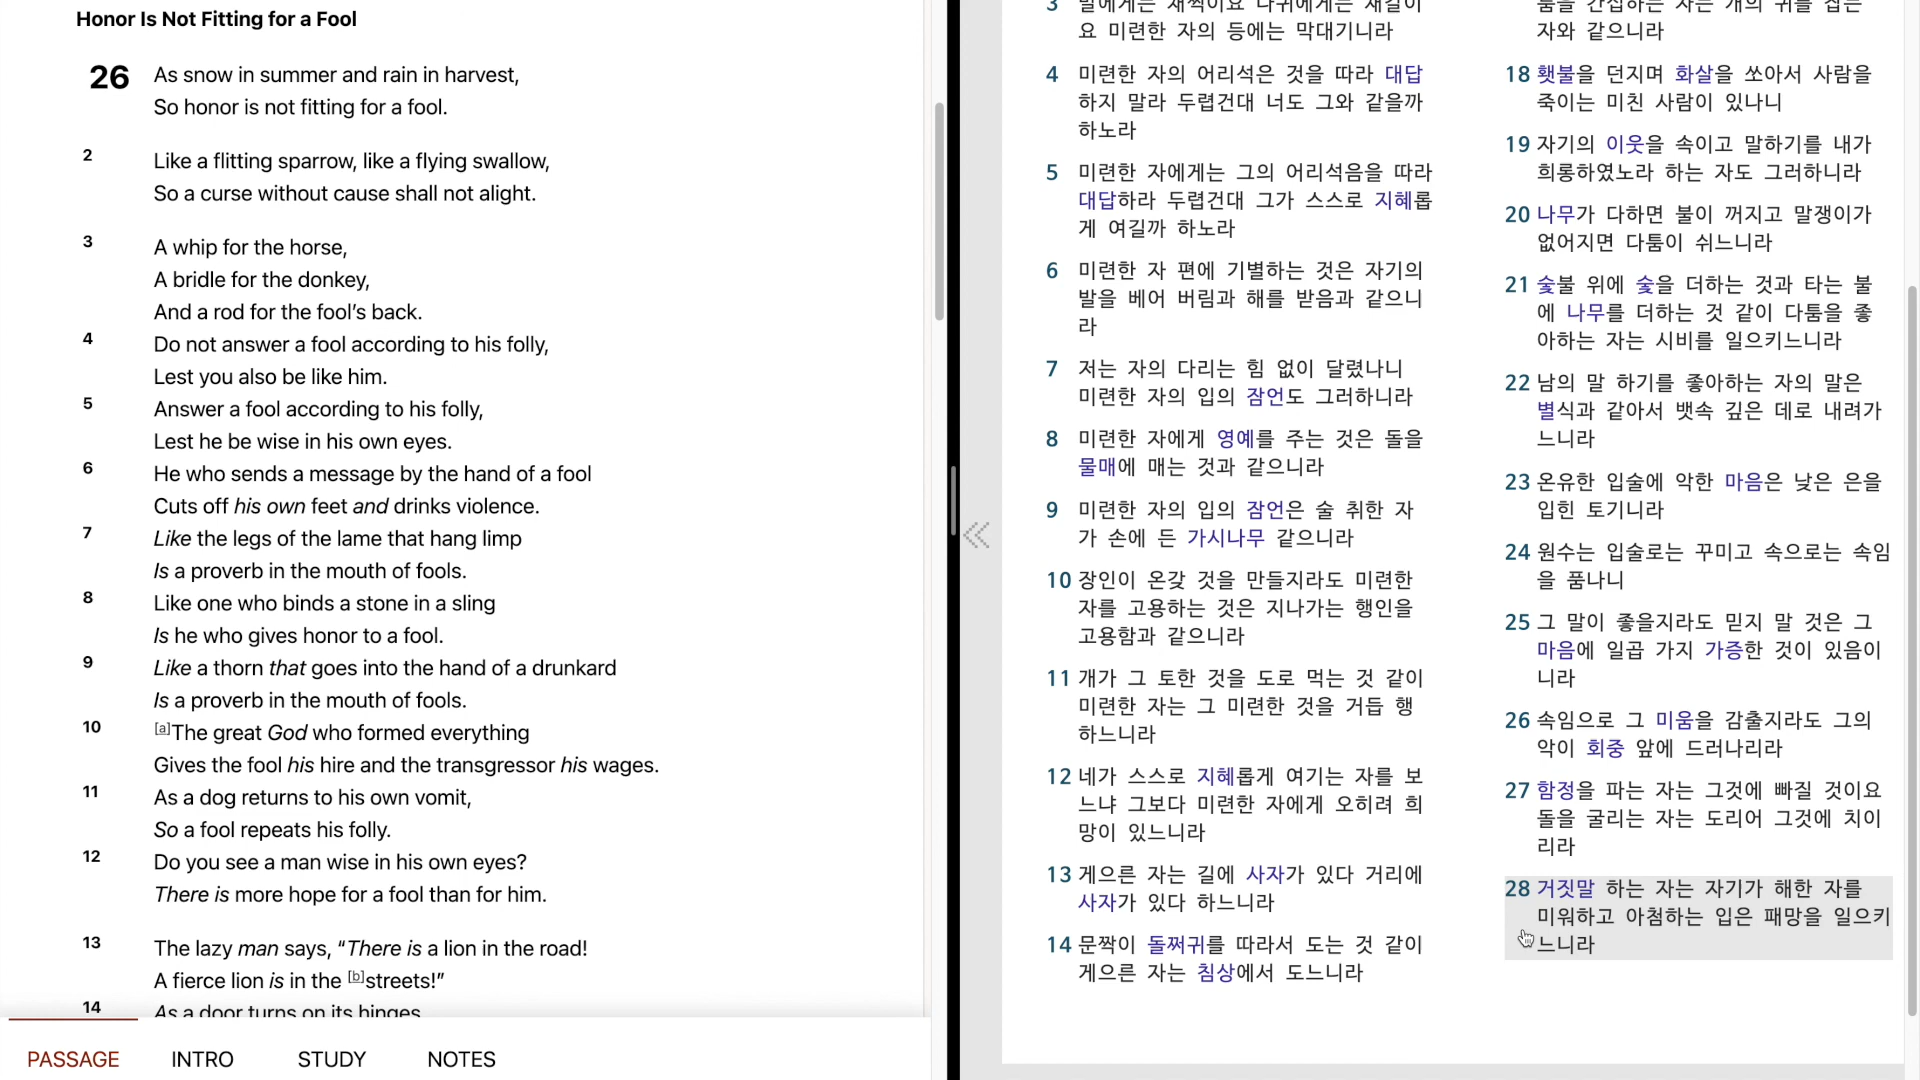 Honor Is Not Fitting for a Fool
26 As snow in summer and rain in harvest,
So honor is not fitting for a fool.
2 Like a flitting sparrow, like a flying swallow,
So a curse without cause shall not alight.
3 A whip for the horse,
A bridle for the donkey,
And a rod for the fool’s back.
4 Do not answer a fool according to his folly,
Lest you also be like him.
5 Answer a fool according to his folly,
Lest he be wise in his own eyes.
6 He who sends a message by the hand of a fool
Cuts off his own feet and drinks violence.
7 Like the legs of the lame that hang limp
Is a proverb in the mouth of fools.
8 Like one who binds a stone in a sling
Is he who gives honor to a fool.
9 Like a thorn that goes into the hand of a drunkard
Is a proverb in the mouth of fools.
10 [a]The great God who formed everything
Gives the fool his hire and the transgressor his wages.
11 As a dog returns to his own vomit,
So a fool repeats his folly.
12 Do you see a man wise in his own eyes?
There is more hope for a fool than for him.
13 The lazy man says, “There is a lion in the road!
A fierce lion is in the [b]streets!”
14 As a door turns on its hinges,
PASSAGE INTRO STUDY NOTES
3 말에게는 채찍이요 나귀에게는 재갈이
요 미련한 자의 등에는 막대기니라
4 미련한 자의 어리석은 것을 따라 대답
하지 말라 두렵건대 너도 그와 같을까
하노라
5 미련한 자에게는 그의 어리석음을 따라
대답하라 두렵건대 그가 스스로 지혜롭
게 여길까 하노라
6 미련한 자 편에 기별하는 것은 자기의
발을 베어 버림과 해를 받음과 같으니
라
7 저는 자의 다리는 힘 없이 달렸나니
미련한 자의 입의 잠언도 그러하니라
8 미련한 자에게 영예를 주는 것은 돌을
물매에 매는 것과 같으니라
9 미련한 자의 입의 잠언은 술 취한 자
가 손에 든 가시나무 같으니라
10 장인이 온갖 것을 만들지라도 미련한
자를 고용하는 것은 지나가는 행인을
고용함과 같으니라
11 개가 그 토한 것을 도로 먹는 것 같이
미련한 자는 그 미련한 것을 거듭 행
하느니라
12 네가 스스로 지혜롭게 여기는 자를 보
느냐 그보다 미련한 자에게 오히려 희
망이 있느니라
13 게으른 자는 길에 사자가 있다 거리에
사자가 있다 하느니라
14 문짝이 돌쩌귀를 따라서 도는 것 같이
게으른 자는 침상에서 도느니라
툼을 간섭하는 자는 개의 귀를 잡는
자와 같으니라
18 횃불을 던지며 화살을 쏘아서 사람을
죽이는 미친 사람이 있나니
19 자기의 이웃을 속이고 말하기를 내가
희롱하였노라 하는 자도 그러하니라
20 나무가 다하면 불이 꺼지고 말쟁이가
없어지면 다툼이 쉬느니라
21 숯불 위에 숯을 더하는 것과 타는 불
에 나무를 더하는 것 같이 다툼을 좋
아하는 자는 시비를 일으키느니라
22 남의 말 하기를 좋아하는 자의 말은
별식과 같아서 뱃속 깊은 데로 내려가
느니라
23 온유한 입술에 악한 마음은 낮은 은을
입힌 토기니라
24 원수는 입술로는 꾸미고 속으로는 속임
을 품나니
25 그 말이 좋을지라도 믿지 말 것은 그
마음에 일곱 가지 가증한 것이 있음이
니라
26 속임으로 그 미움을 감출지라도 그의
악이 회중 앞에 드러나리라
27 함정을 파는 자는 그것에 빠질 것이요
돌을 굴리는 자는 도리어 그것에 치이
리라
28 거짓말 하는 자는 자기가 해한 자를
미워하고 아첨하는 입은 패망을 일으키
느니라